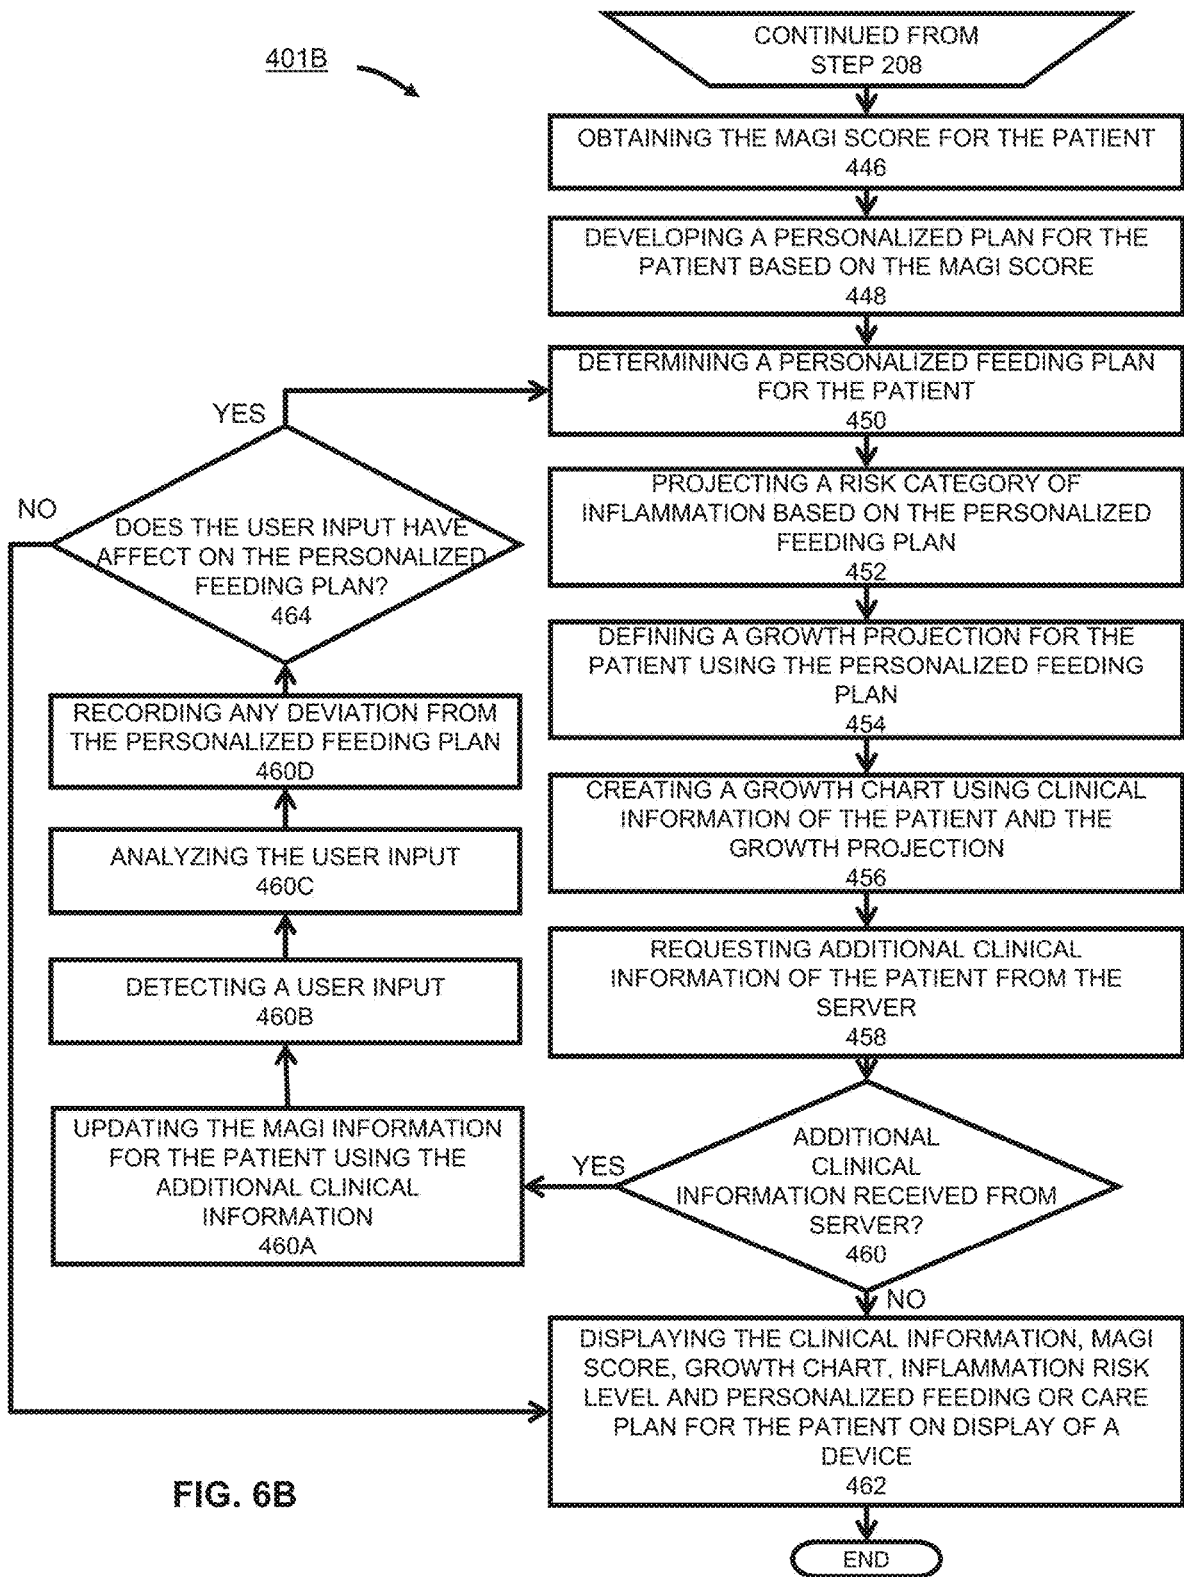 401B
CONTINUED FROM
STEP 208
OBTAINING THE MAGI SCORE FOR THE PATIENT
446
DEVELOPING A PERSONALIZED PLAN FOR THE
PATIENT BASED ON THE MAGI SCORE
448
DETERMINING A PERSONALIZED FEEDING PLAN
FOR THE PATIENT
450
PROJECTING A RISK CATEGORY OF
INFLAMMATION BASED ON THE PERSONALIZED
FEEDING PLAN
452
DEFINING A GROWTH PROJECTION FOR THE
PATIENT USING THE PERSONALIZED FEEDING
PLAN
454
CREATING A GROWTH CHART USING CLINICAL
INFORMATION OF THE PATIENT AND THE
GROWTH PROJECTION
456
REQUESTING ADDITIONAL CLINICAL
INFORMATION OF THE PATIENT FROM THE
SERVER
458
ADDITIONAL
CLINICAL
INFORMATION RECEIVED FROM
SERVER?
460
YES
NO
UPDATING THE MAGI INFORMATION
FOR THE PATIENT USING THE
ADDITIONAL CLINICAL
INFORMATION
460A
DETECTING A USER INPUT
460B
ANALYZING THE USER INPUT
460C
RECORDING ANY DEVIATION FROM
THE PERSONALIZED FEEDING PLAN
460D
DOES THE USER INPUT HAVE
AFFECT ON THE PERSONALIZED
FEEDING PLAN?
464
YES
NO
DISPLAYING THE CLINICAL INFORMATION, MAGI
SCORE, GROWTH CHART, INFLAMMATION RISK
LEVEL AND PERSONALIZED FEEDING OR CARE
PLAN FOR THE PATIENT ON DISPLAY OF A
DEVICE
462
END
FIG. 6B